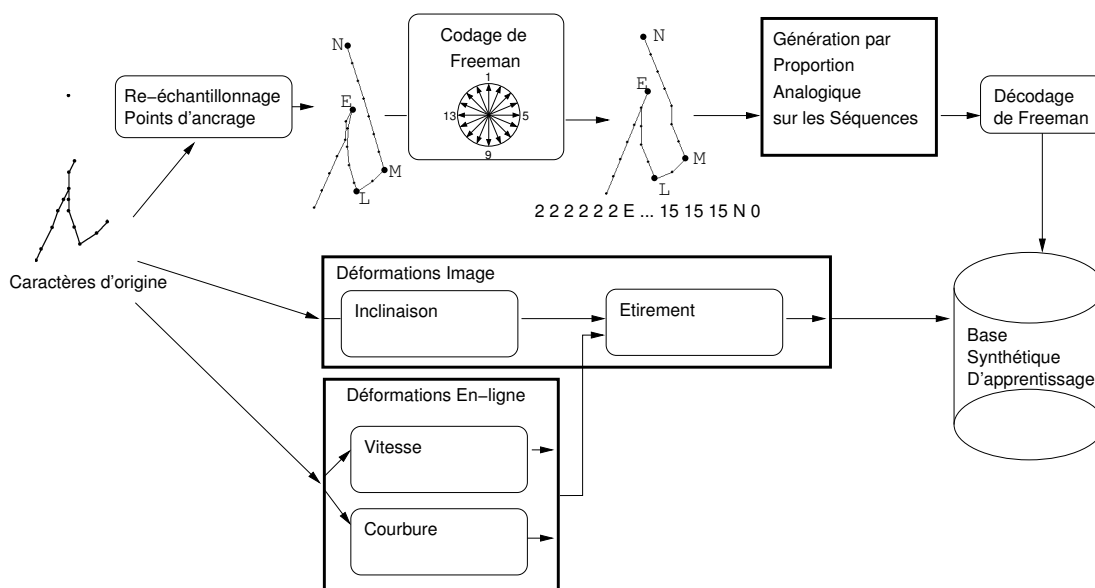 Caractères d'origine
Re−échantillonnage
Points d'ancrage
N
E
M
L
Codage de
Freeman
1
13
5
9
N
E
M
L
2 2 2 2 2 2 E ... 15 15 15 N 0
Génération par
Proportion
Analogique
sur les Séquences
Décodage
de Freeman
Déformations Image
Inclinaison
Etirement
Déformations En−ligne
Vitesse
Courbure
Base
Synthétique
D'apprentissage